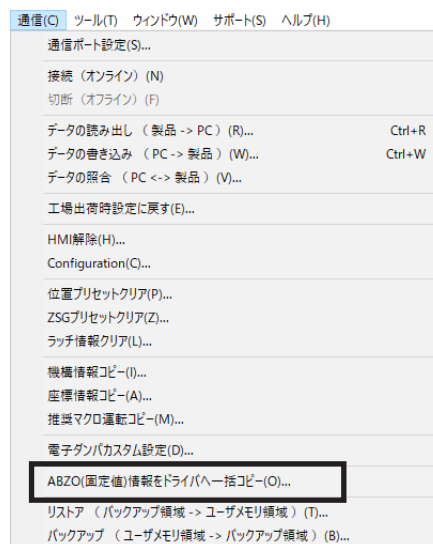 通信(C) ツール(T) ウィンドウ(W) サポート(S) ヘルプ(H)
通信ポート設定(S)...
接続（オンライン）(N)
切断（オフライン）(F)
データの読み出し （製品 -> PC）(R)... Ctrl+R
データの書き込み （PC -> 製品）(W)... Ctrl+W
データの照合 （PC <-> 製品）(V)...
工場出荷時設定に戻す(E)...
HMI解除(H)...
Configuration(C)...
位置プリセットクリア(P)...
ZSGプリセットクリア(Z)...
ラッチ情報クリア(L)...
機構情報コピー(I)...
座標情報コピー(A)...
推奨マクロ運転コピー(M)...
電子ダンパカスタム設定(D)...
ABZO(固定値)情報をドライバへ一括コピー(O)...
リストア （バックアップ領域 -> ユーザメモリ領域）(T)...
バックアップ （ユーザメモリ領域 -> バックアップ領域）(B)...